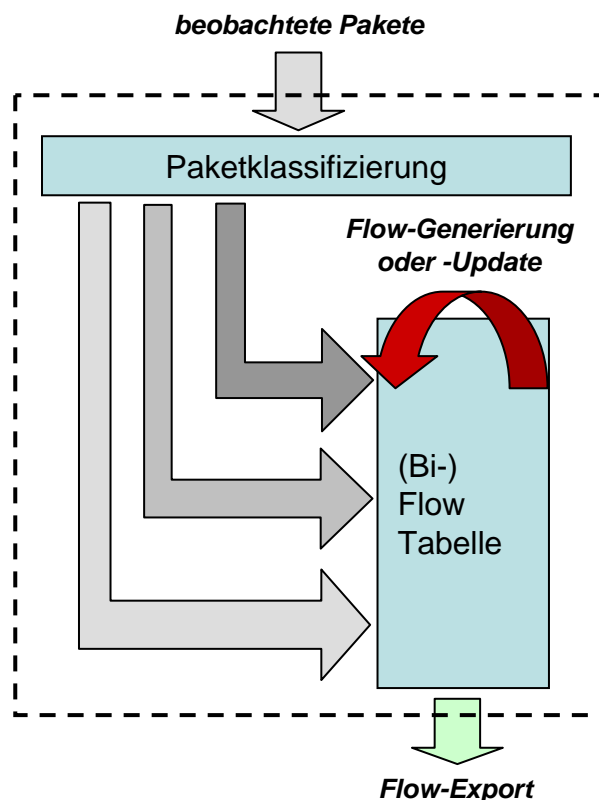 beobachtete Pakete
Paketklassifizierung
Flow-Generierung
oder -Update
(Bi-)
Flow
Tabelle
Flow-Export